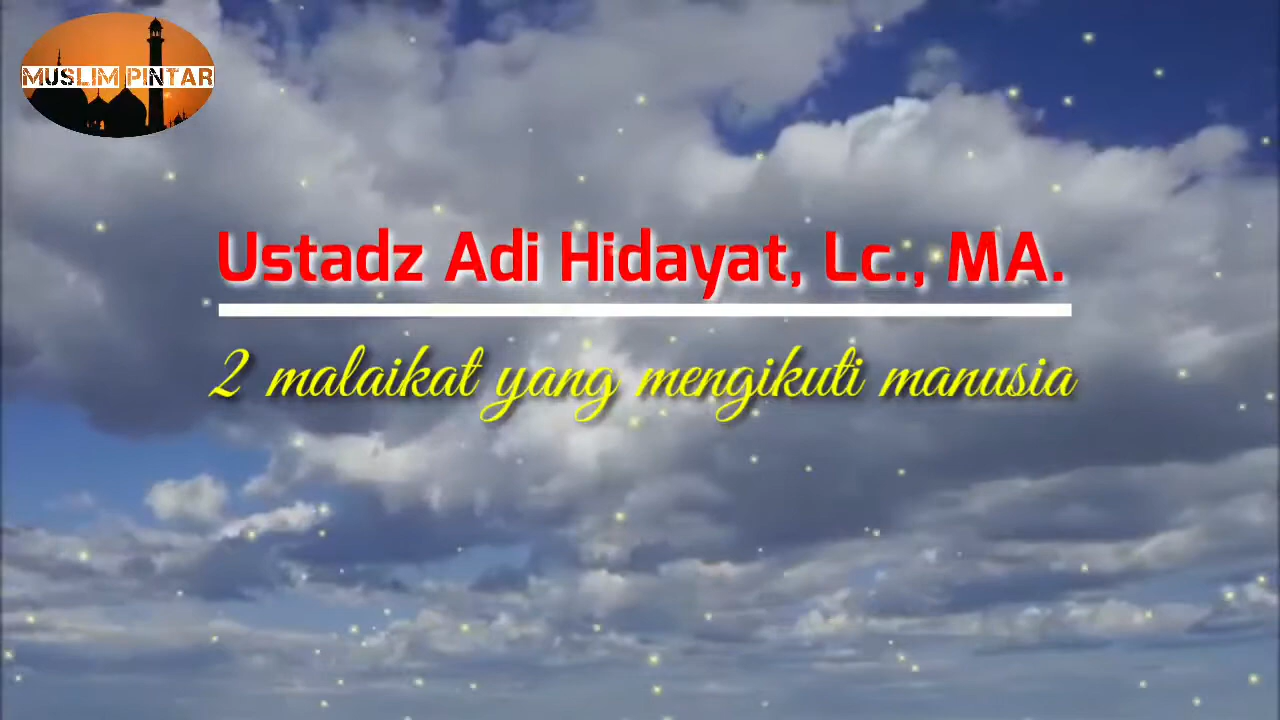 MUSLIM PINTAR
Ustadz Adi Hidayat, Lc., MA.
2 malaikat yang mengikuti manusia